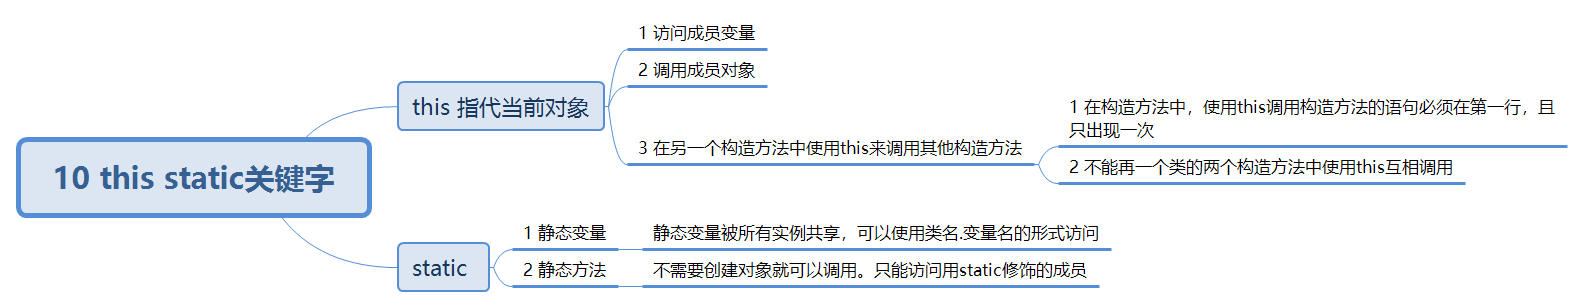 10 this static关键字
this 指代当前对象
1 访问成员变量
2 调用成员对象
3 在另一个构造方法中使用this来调用其他构造方法
1 在构造方法中，使用this调用构造方法的语句必须在第一行，且
只出现一次
2 不能再一个类的两个构造方法中使用this互相调用
static
1 静态变量
静态变量被所有实例共享，可以使用类名.变量名的形式访问
2 静态方法
不需要创建对象就可以调用。只能访问用static修饰的成员